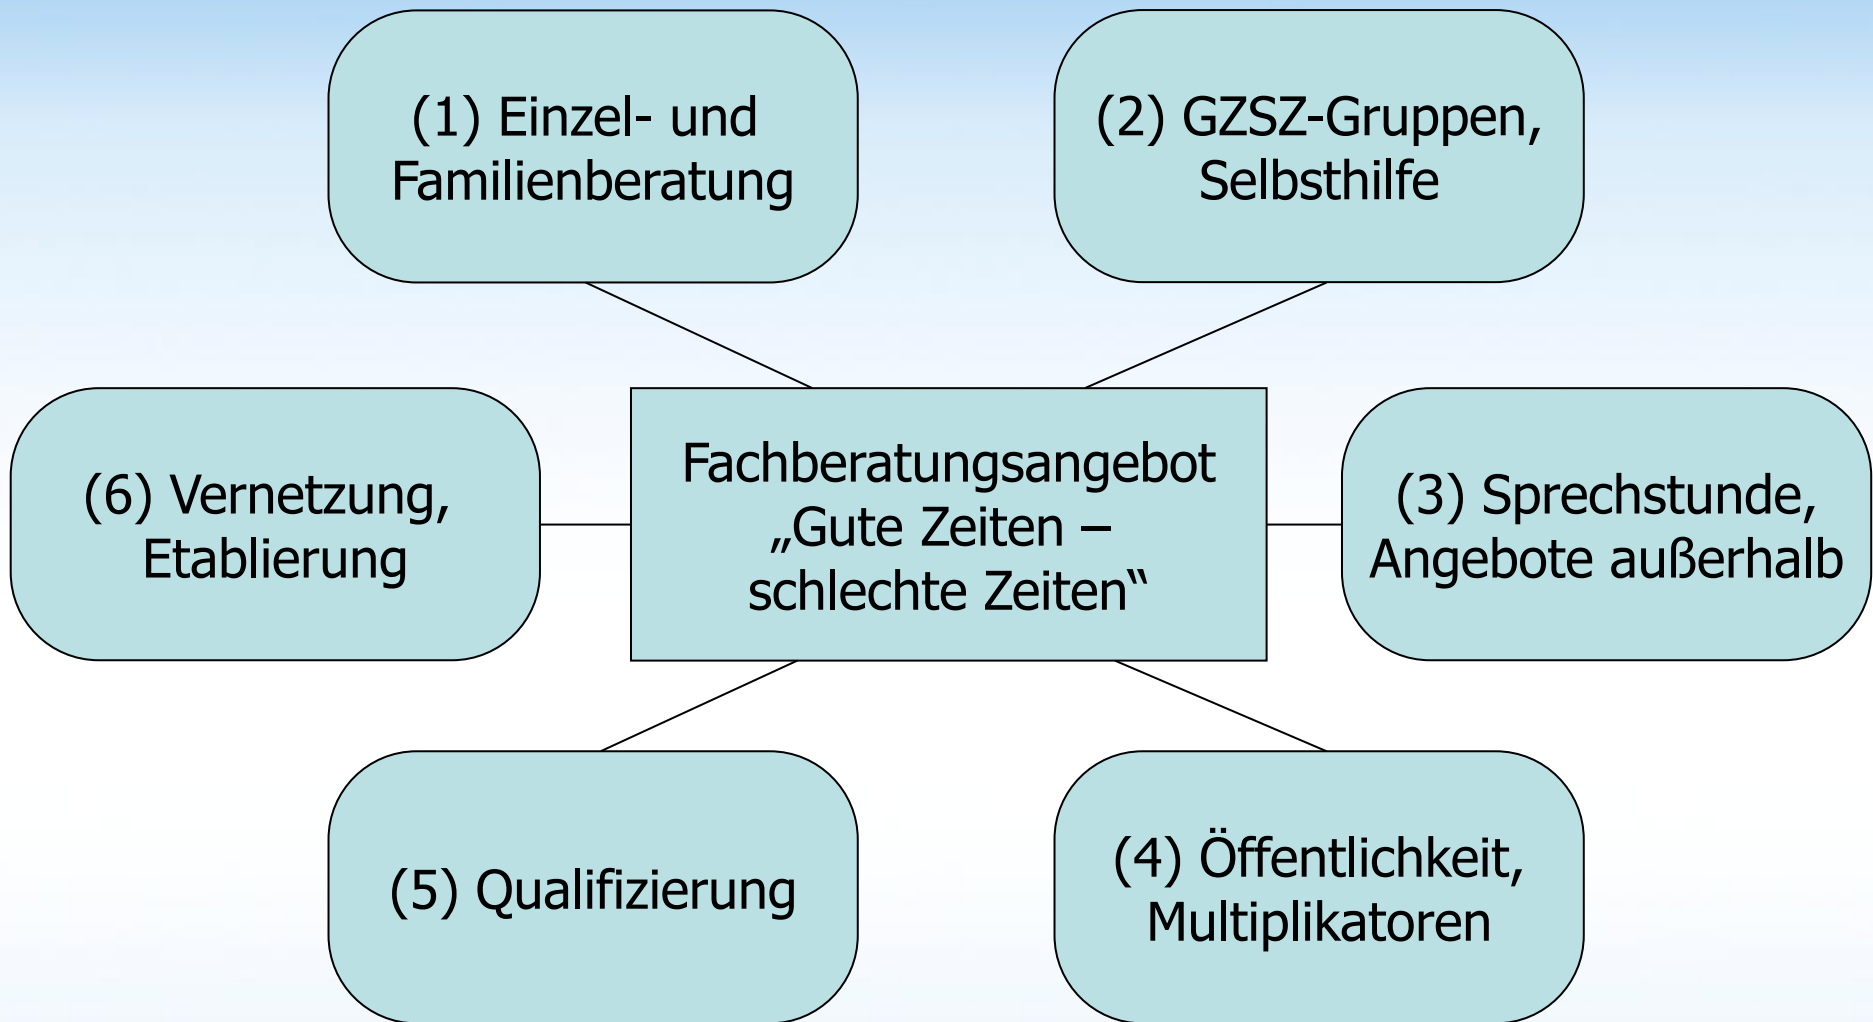 (1) Einzel- und
Familienberatung
(2) GZSZ-Gruppen,
Selbsthilfe
(6) Vernetzung,
Etablierung
Fachberatungsangebot
„Gute Zeiten –
schlechte Zeiten“
(3) Sprechstunde,
Angebote außerhalb
(5) Qualifizierung
(4) Öffentlichkeit,
Multiplikatoren